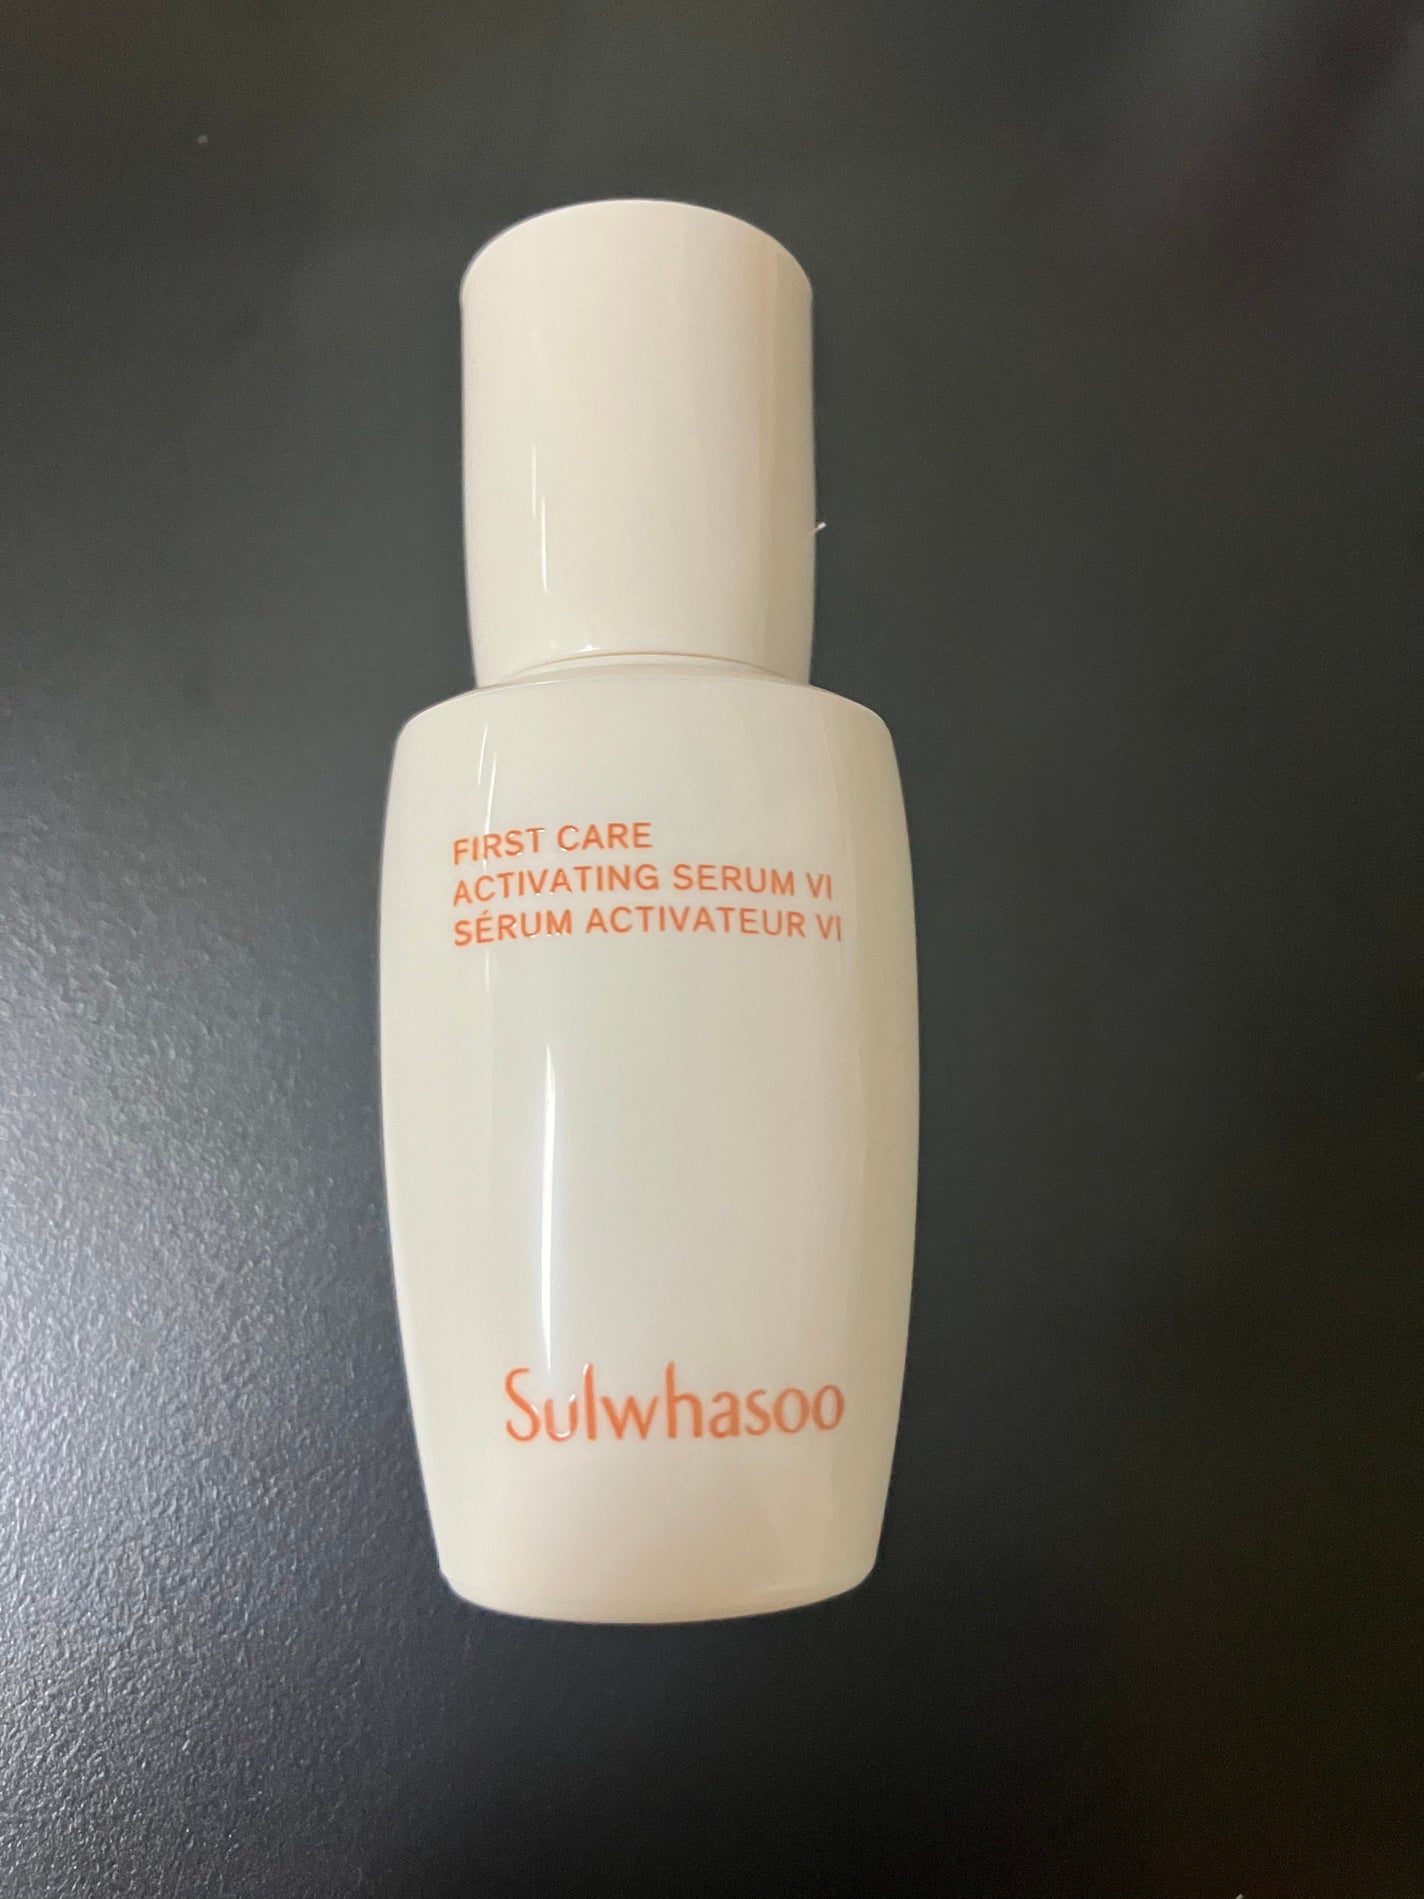 FIRST CARE
ACTIVATING SERUM VI
SÉRUM ACTIVATEUR VI
Sulwhasoo